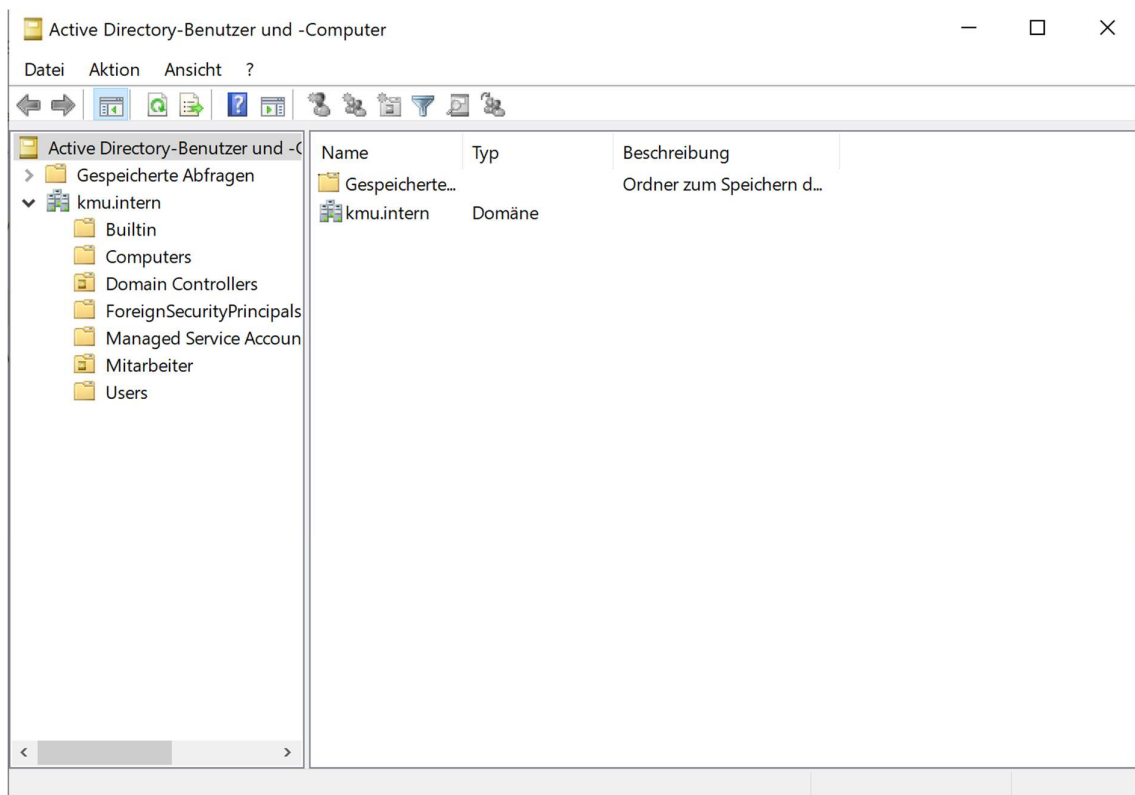 Active Directory-Benutzer und -Computer
Datei Aktion Ansicht ?
Active Directory-Benutzer und -C
Gespeicherte Abfragen
kmu.intern
Builtin
Computers
Domain Controllers
ForeignSecurityPrincipals
Managed Service Accoun
Mitarbeiter
Users
Name Typ Beschreibung
Gespeicherte... Ordner zum Speichern d...
kmu.intern Domäne